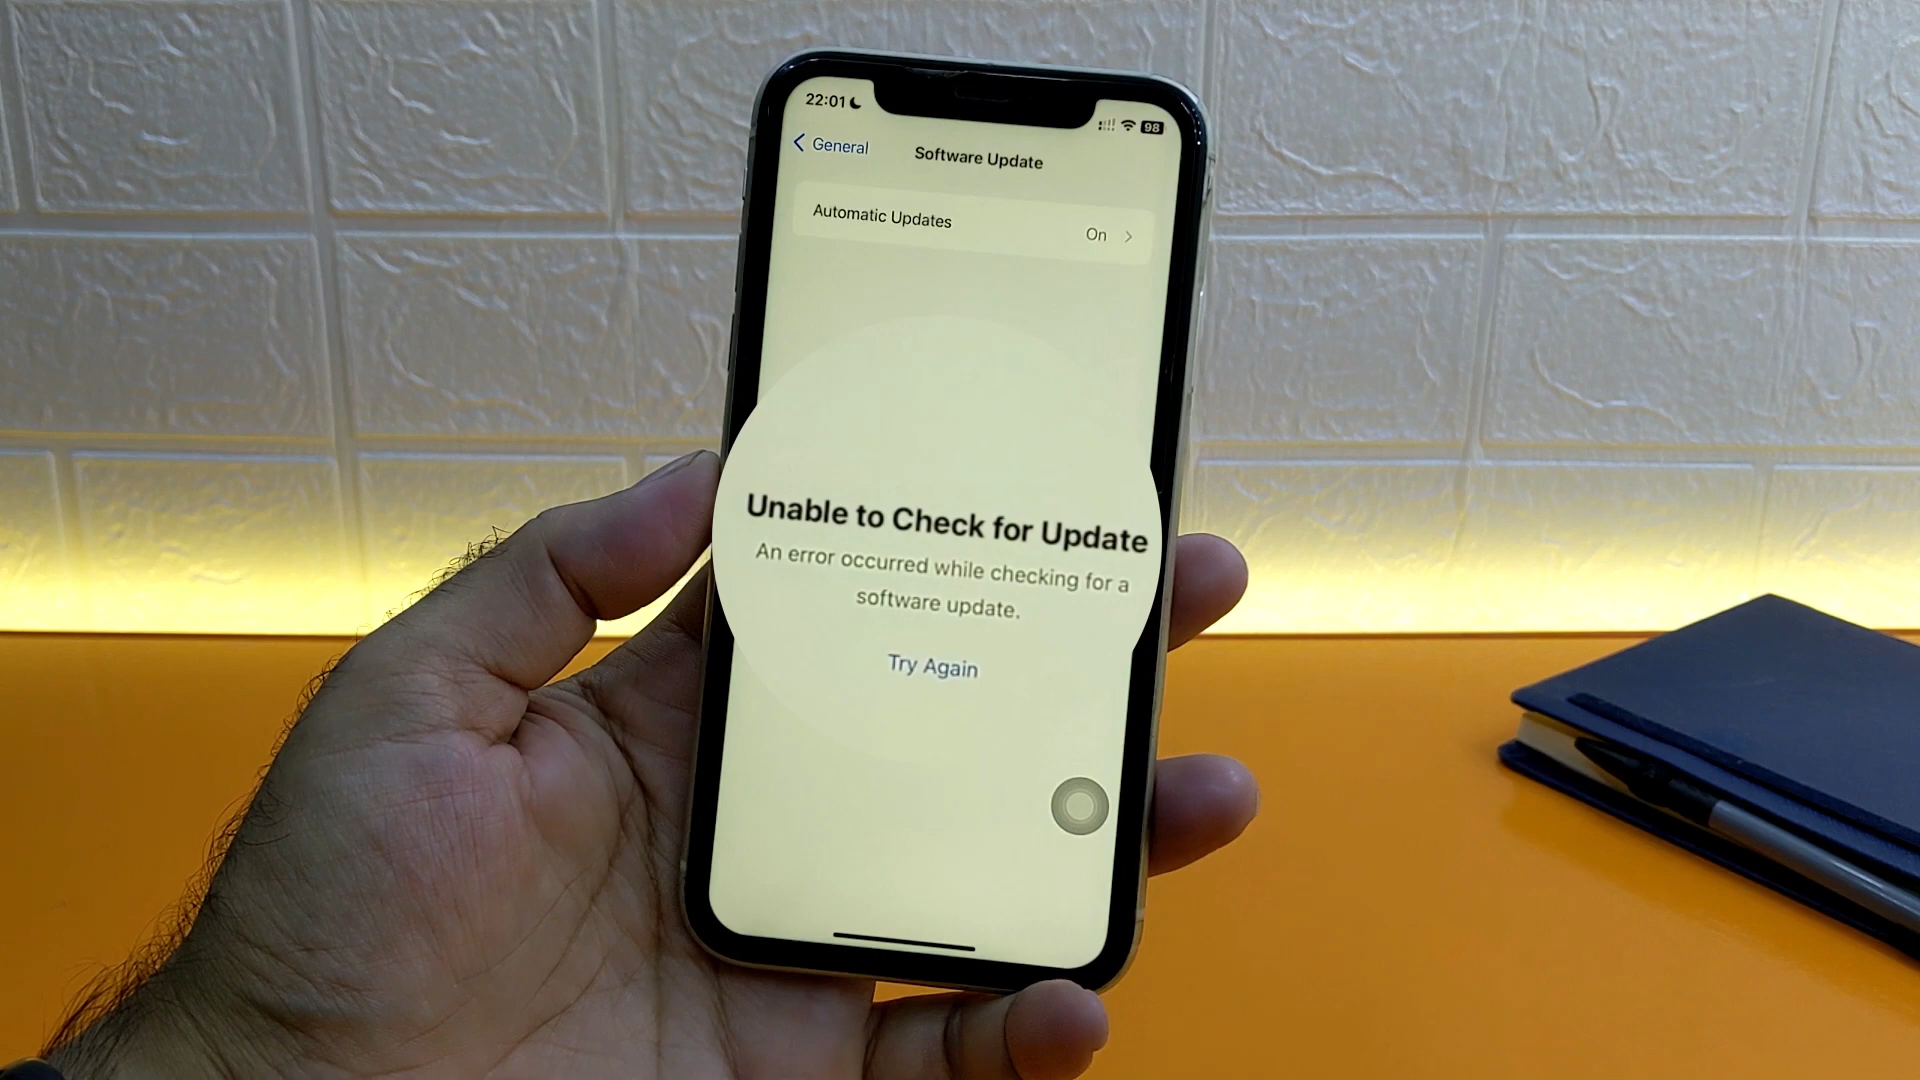 22:01
98
General
Software Update
Automatic Updates
On
Unable to Check for Update
An error occurred while checking for a
software update.
Try Again